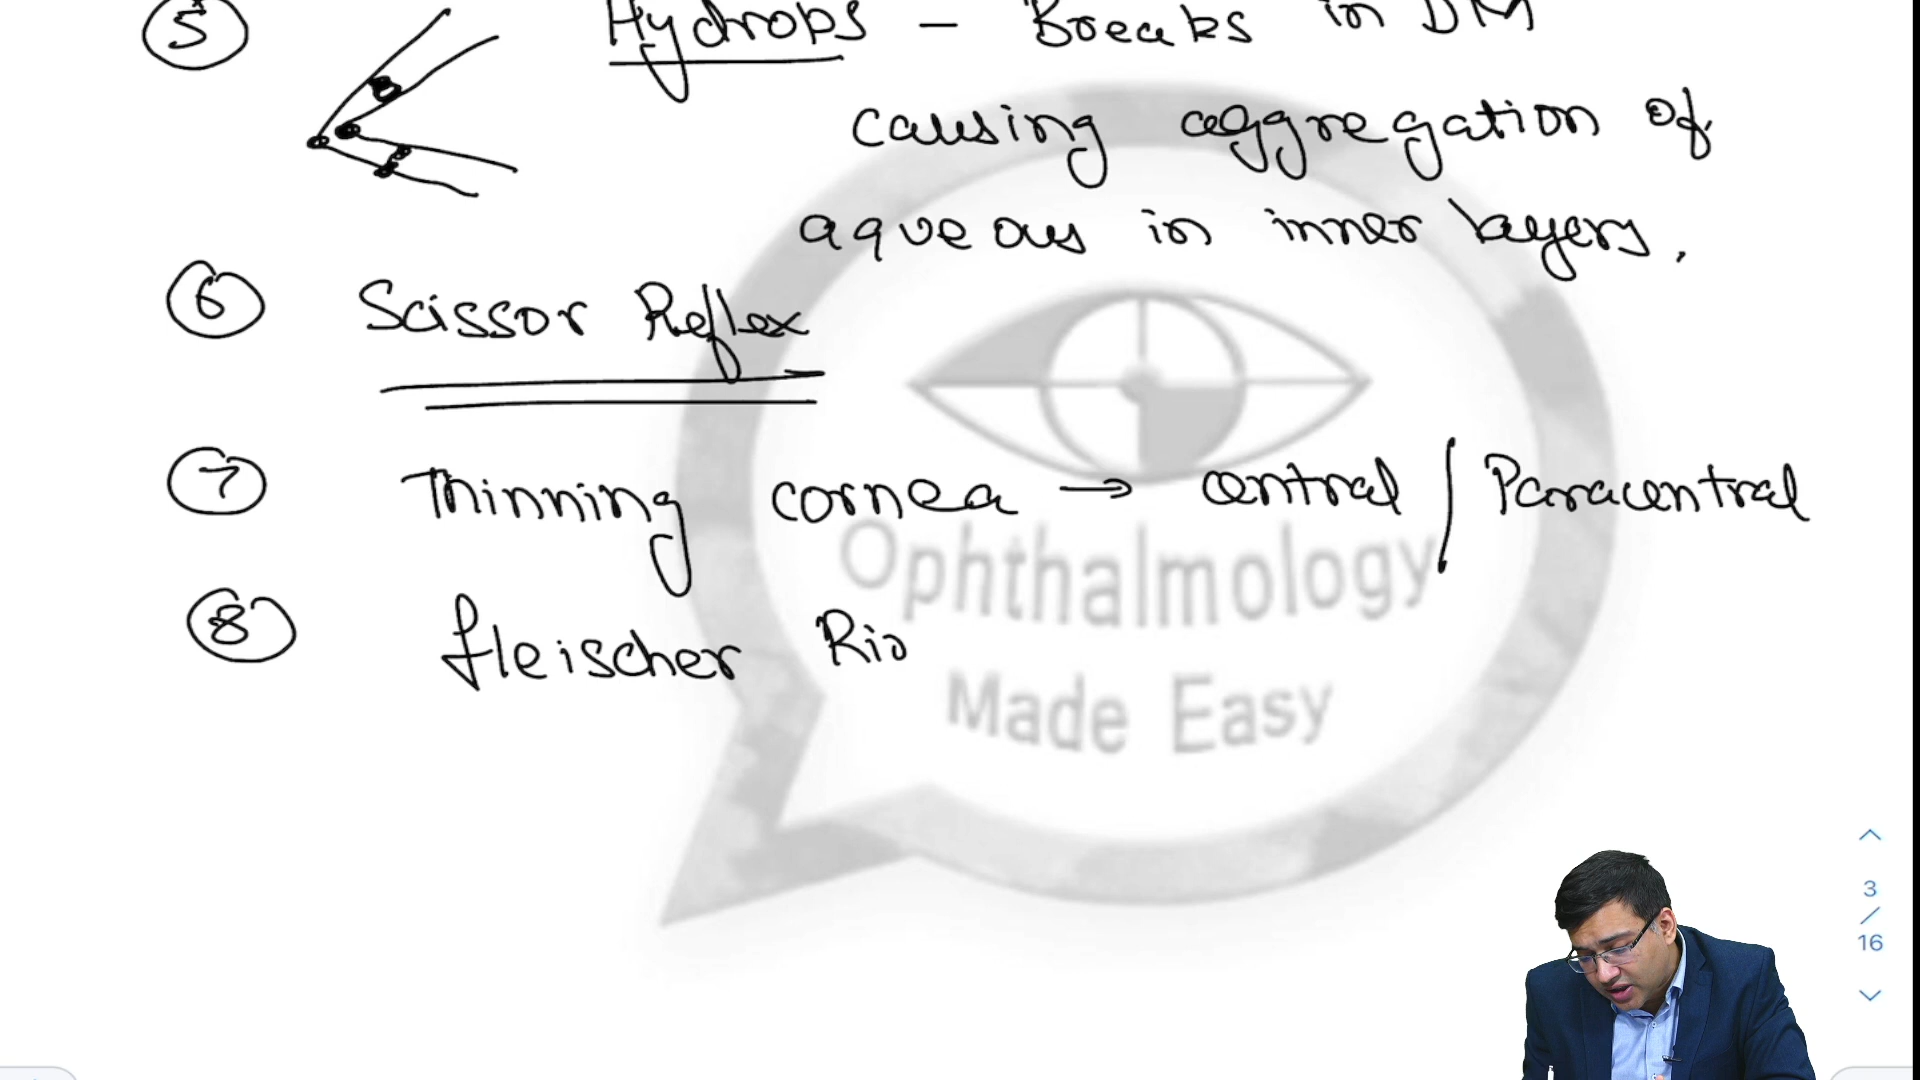 5 Hydrops - Breaks in DM
causing aggregation of
aqueous in inner layers.
6 Scissor Reflex
7 Thinning cornea → central / Paracentral
8 fleischer Rin
Ophthalmology
Made Easy
3
/
16